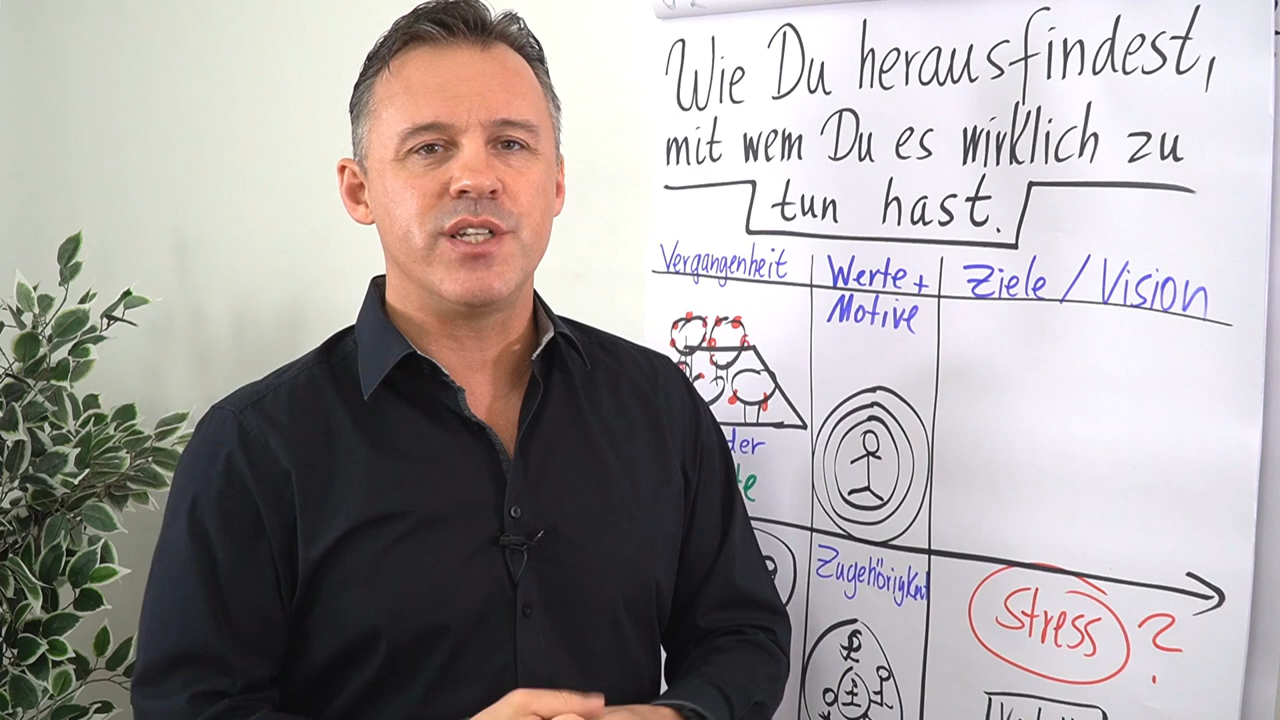 Wie Du herausfindest,
mit wem Du es wirklich zu
tun hast.
Vergangenheit
Werte +
Motive
Ziele / Vision
Zugehörigkeit
Stress ?